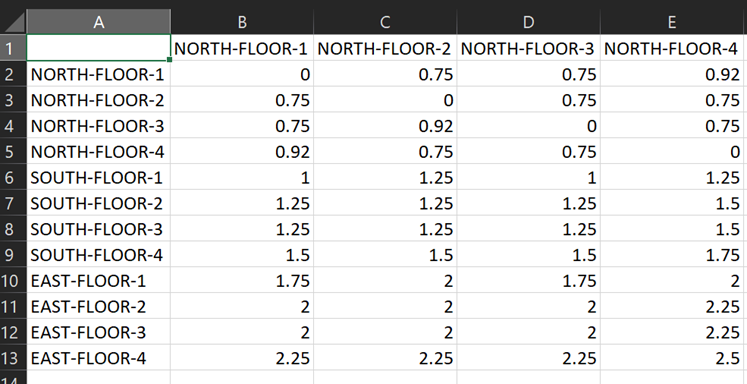 A B C D E
1 NORTH-FLOOR-1 NORTH-FLOOR-2 NORTH-FLOOR-3 NORTH-FLOOR-4
2 NORTH-FLOOR-1 0 0.75 0.75 0.92
3 NORTH-FLOOR-2 0.75 0 0.75 0.75
4 NORTH-FLOOR-3 0.75 0.92 0 0.75
5 NORTH-FLOOR-4 0.92 0.75 0.75 0
6 SOUTH-FLOOR-1 1 1.25 1 1.25
7 SOUTH-FLOOR-2 1.25 1.25 1.25 1.5
8 SOUTH-FLOOR-3 1.25 1.25 1.25 1.5
9 SOUTH-FLOOR-4 1.5 1.5 1.5 1.75
10 EAST-FLOOR-1 1.75 2 1.75 2
11 EAST-FLOOR-2 2 2 2 2.25
12 EAST-FLOOR-3 2 2 2 2.25
13 EAST-FLOOR-4 2.25 2.25 2.25 2.5
14